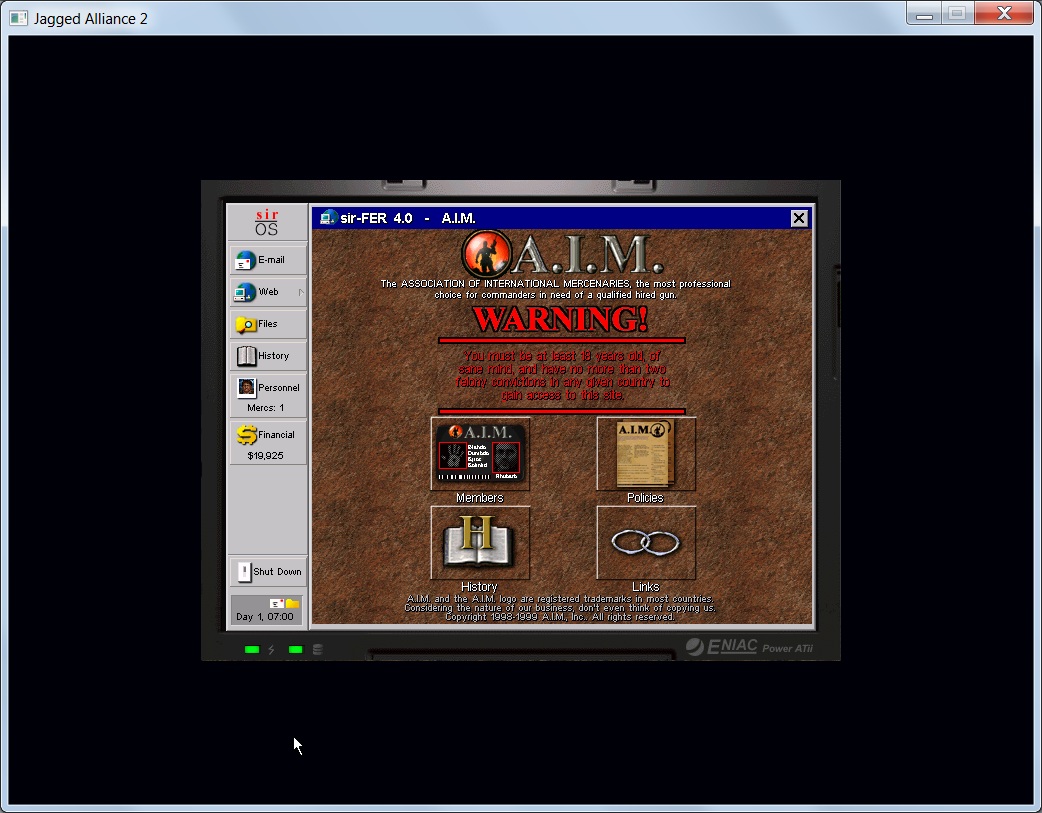 Jagged Alliance 2
sir
OS
E-mail
Web
Files
History
Personnel
Mercs: 1
Financial
$19,925
Shut Down
Day 1, 07:00
sir-FER 4.0 - A.I.M.
A.I.M.
The ASSOCIATION OF INTERNATIONAL MERCENARIES, the most professional
choice for commanders in need of a qualified hired gun.
WARNING!
You must be at least 18 years old, of
sane mind, and have no more than two
felony convictions in any given country to
gain access to this site.
A.I.M.
Members
A.I.M.
Policies
H
History
Links
A.I.M. and the A.I.M. logo are registered trademarks in most countries.
Considering the nature of our business, don't even think of copying us.
Copyright 1998-1999 A.I.M., Inc.. All rights reserved.
ENIAC Power ATii